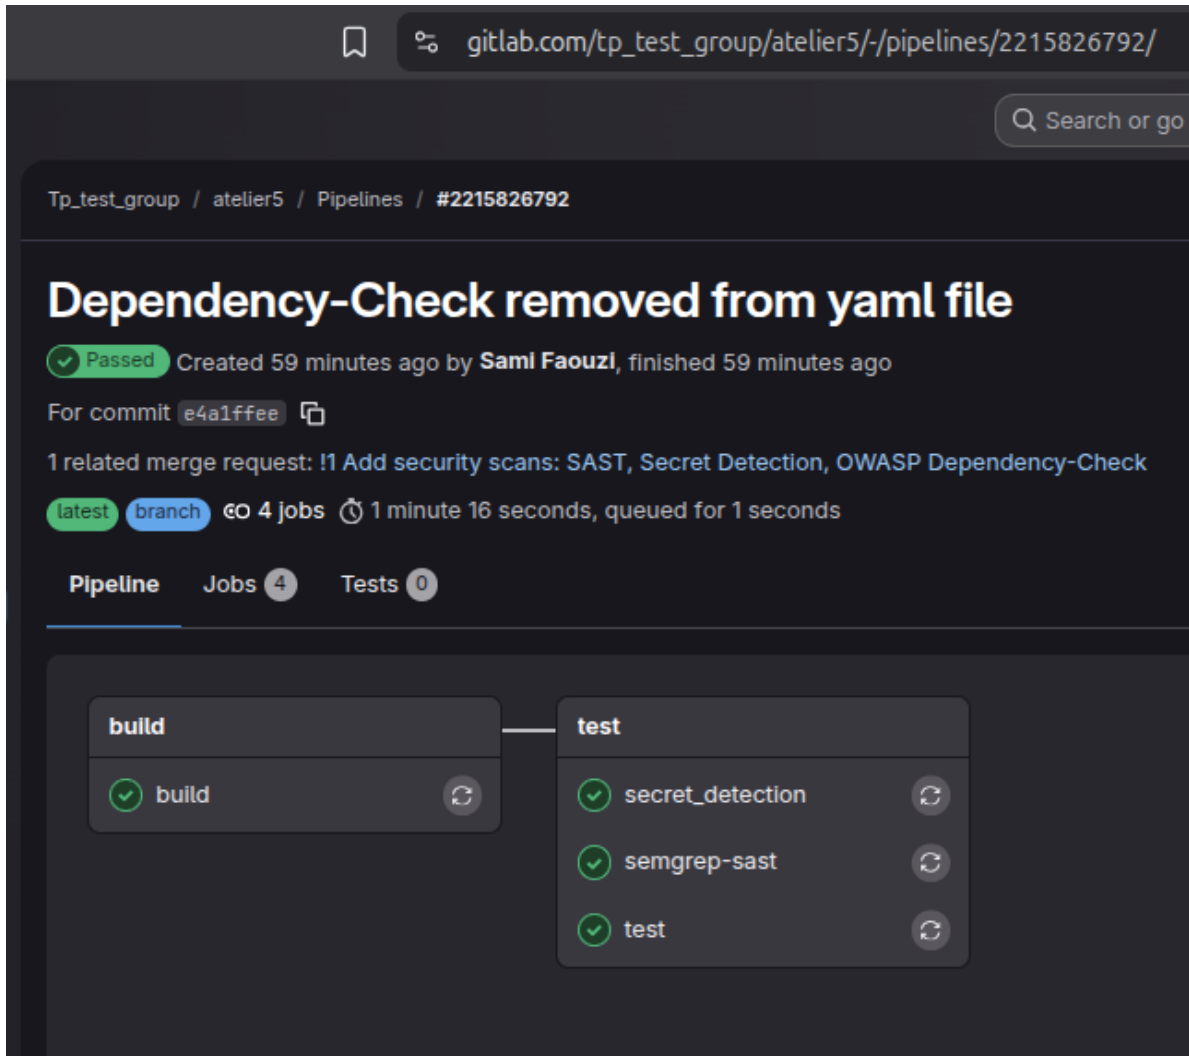 gitlab.com/tp_test_group/atelier5/-/pipelines/2215826792/
Search or go
Tp_test_group / atelier5 / Pipelines / #2215826792
Dependency-Check removed from yaml file
Passed Created 59 minutes ago by Sami Faouzi, finished 59 minutes ago
For commit e4a1ffee
1 related merge request: !1 Add security scans: SAST, Secret Detection, OWASP Dependency-Check
latest branch 4 jobs 1 minute 16 seconds, queued for 1 seconds
Pipeline Jobs 4 Tests 0
build
build
test
secret_detection
semgrep-sast
test